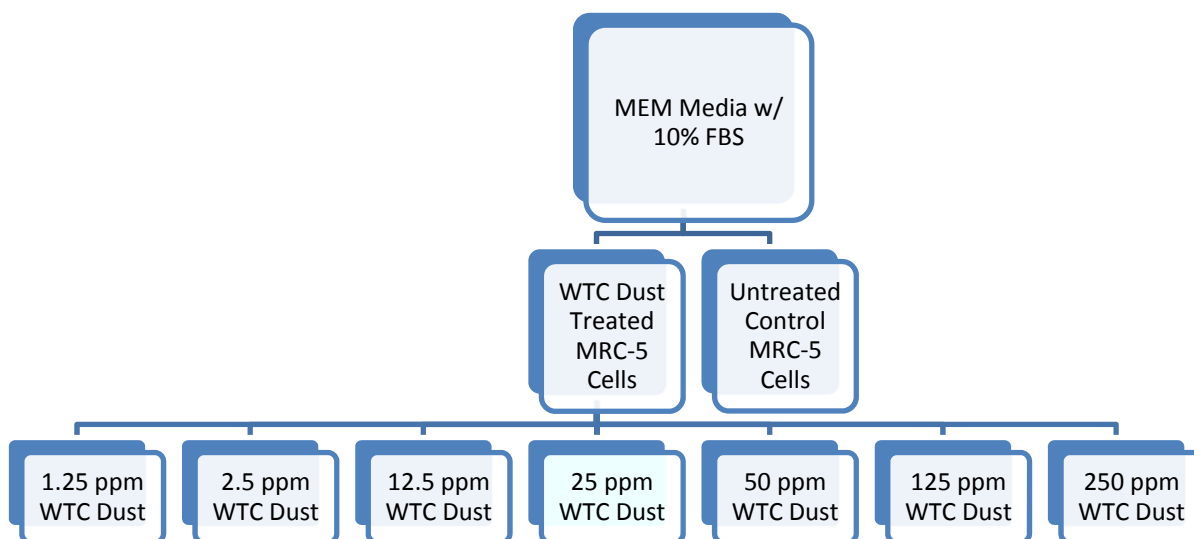 MEM Media w/
10% FBS
WTC Dust
Treated
MRC-5
Cells
Untreated
Control
MRC-5
Cells
1.25 ppm
WTC Dust
2.5 ppm
WTC Dust
12.5 ppm
WTC Dust
25 ppm
WTC Dust
50 ppm
WTC Dust
125 ppm
WTC Dust
250 ppm
WTC Dust